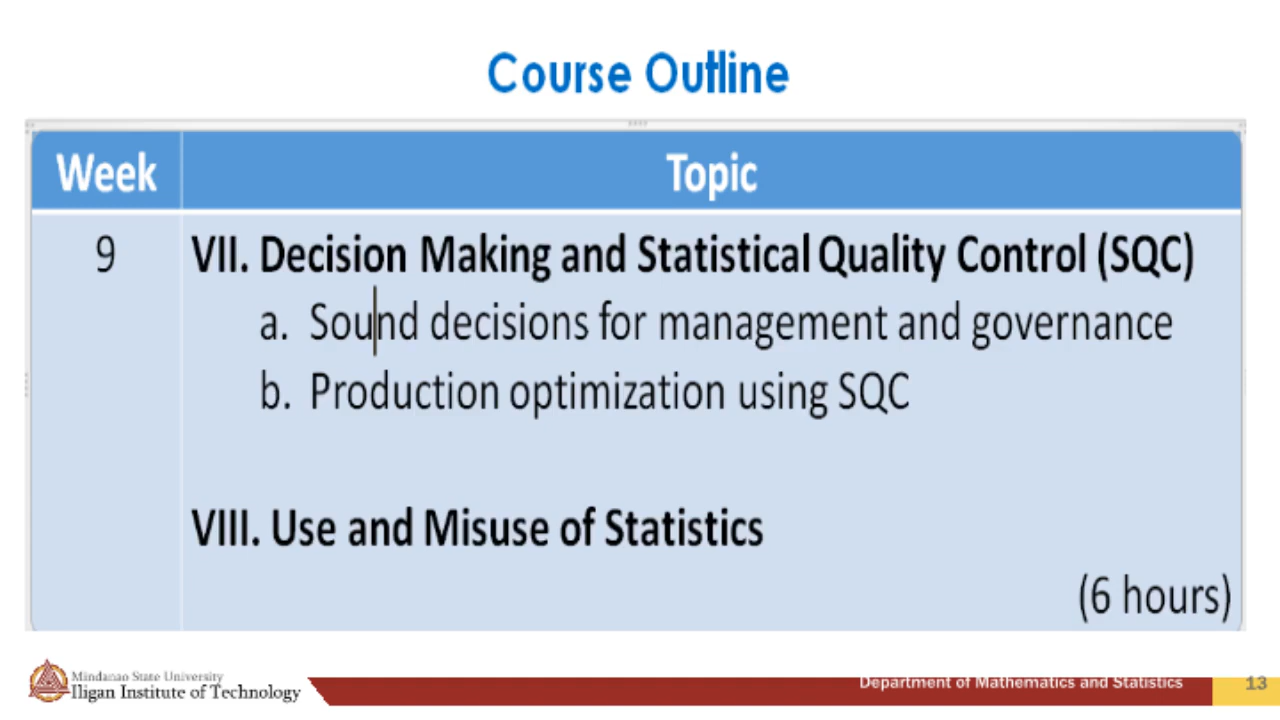 Course Outline
Week Topic
9 VII. Decision Making and Statistical Quality Control (SQC)
a. Sound decisions for management and governance
b. Production optimization using SQC
VIII. Use and Misuse of Statistics
(6 hours)
Mindanao State University
Iligan Institute of Technology
Department of Mathematics and Statistics
13